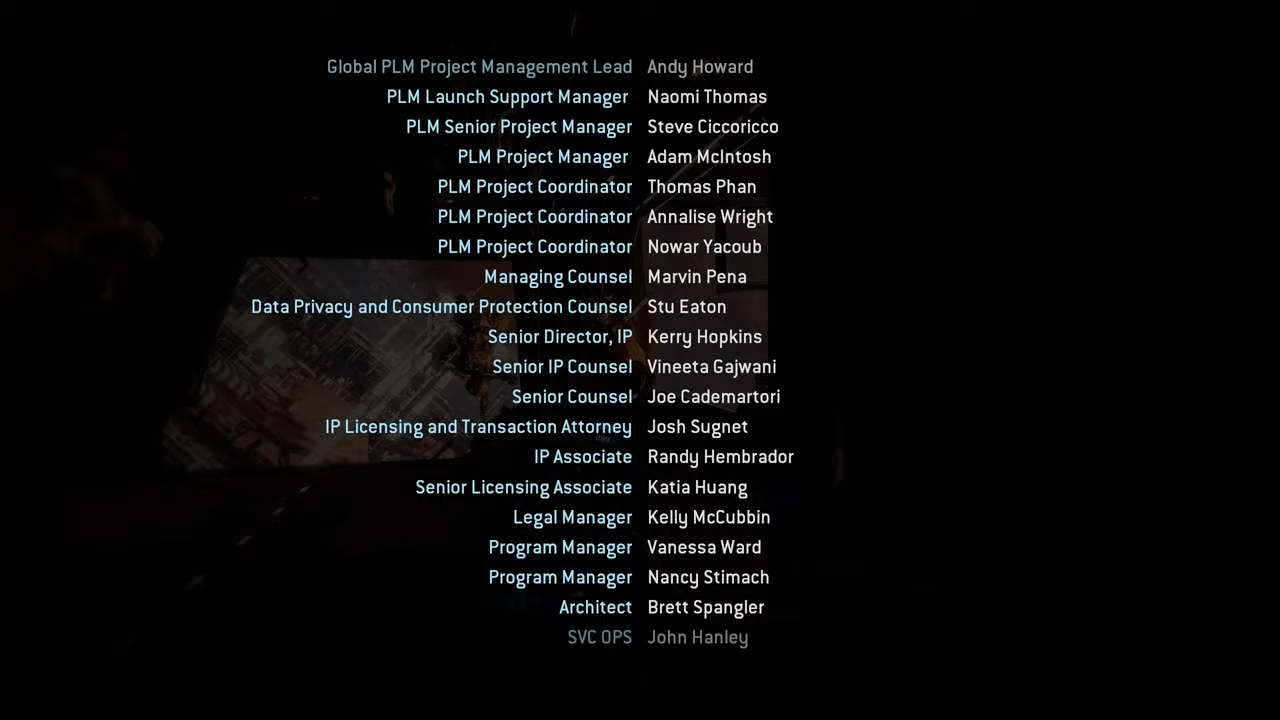 Global PLM Project Management Lead Andy Howard
PLM Launch Support Manager Naomi Thomas
PLM Senior Project Manager Steve Ciccoricco
PLM Project Manager Adam McIntosh
PLM Project Coordinator Thomas Phan
PLM Project Coordinator Annalise Wright
PLM Project Coordinator Nowar Yacoub
Managing Counsel Marvin Pena
Data Privacy and Consumer Protection Counsel Stu Eaton
Senior Director, IP Kerry Hopkins
Senior IP Counsel Vineeta Gajwani
Senior Counsel Joe Cademartori
IP Licensing and Transaction Attorney Josh Sugnet
IP Associate Randy Hembrador
Senior Licensing Associate Katia Huang
Legal Manager Kelly McCubbin
Program Manager Vanessa Ward
Program Manager Nancy Stimach
Architect Brett Spangler
SVC OPS John Hanley